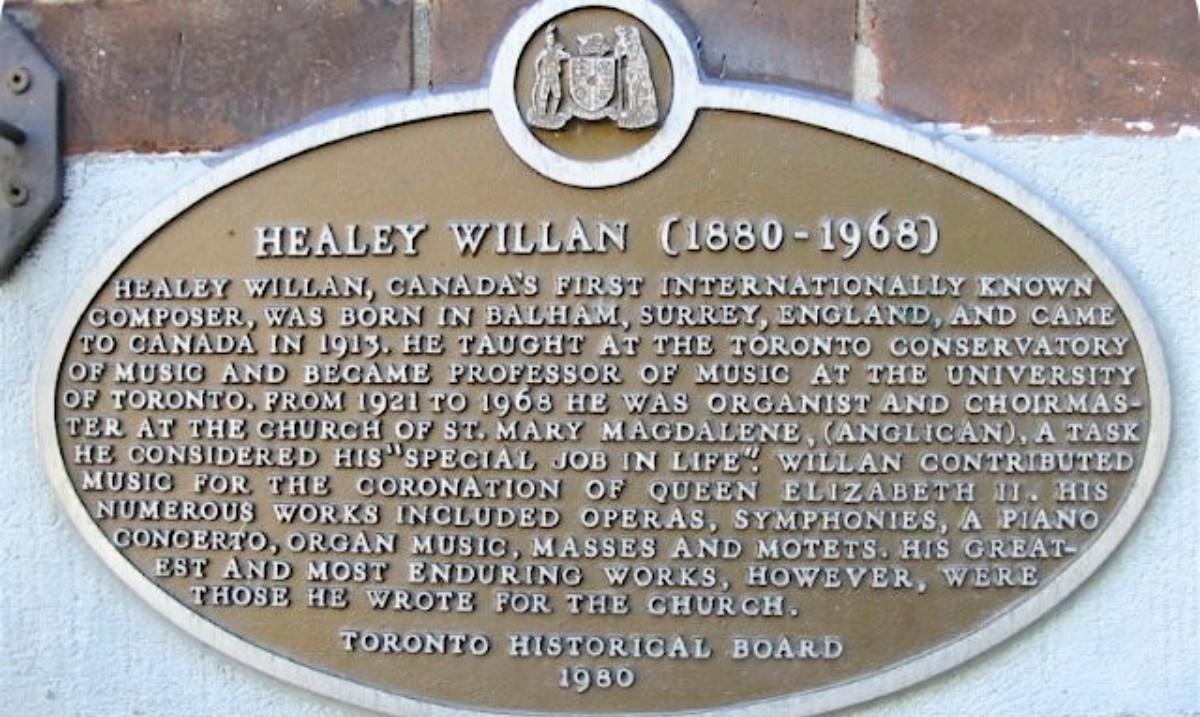 HEALEY WILLAN (1880-1968)
HEALEY WILLAN, CANADA'S FIRST INTERNATIONALLY KNOWN
COMPOSER, WAS BORN IN BALHAM, SURREY, ENGLAND, AND CAME
TO CANADA IN 1913. HE TAUGHT AT THE TORONTO CONSERVATORY
OF MUSIC AND BECAME PROFESSOR OF MUSIC AT THE UNIVERSITY
OF TORONTO. FROM 1921 TO 1968 HE WAS ORGANIST AND CHOIRMAS-
TER AT THE CHURCH OF ST. MARY MAGDALENE, (ANGLICAN), A TASK
HE CONSIDERED HIS "SPECIAL JOB IN LIFE". WILLAN CONTRIBUTED
MUSIC FOR THE CORONATION OF QUEEN ELIZABETH II. HIS
NUMEROUS WORKS INCLUDED OPERAS, SYMPHONIES, A PIANO
CONCERTO, ORGAN MUSIC, MASSES AND MOTETS. HIS GREAT-
EST AND MOST ENDURING WORKS, HOWEVER, WERE
THOSE HE WROTE FOR THE CHURCH.
TORONTO HISTORICAL BOARD
1980